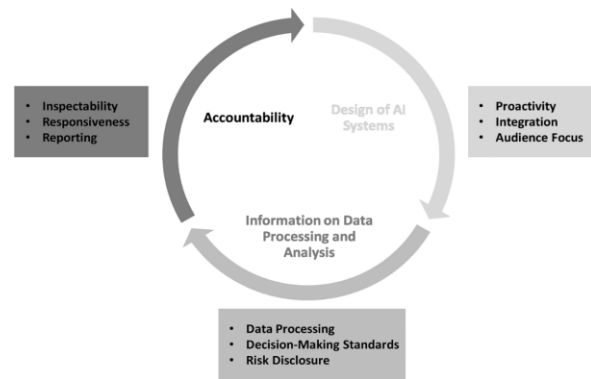 Accountability
Design of AI
Systems
Information on Data
Processing and
Analysis
• Inspectability
• Responsiveness
• Reporting
• Proactivity
• Integration
• Audience Focus
• Data Processing
• Decision-Making Standards
• Risk Disclosure